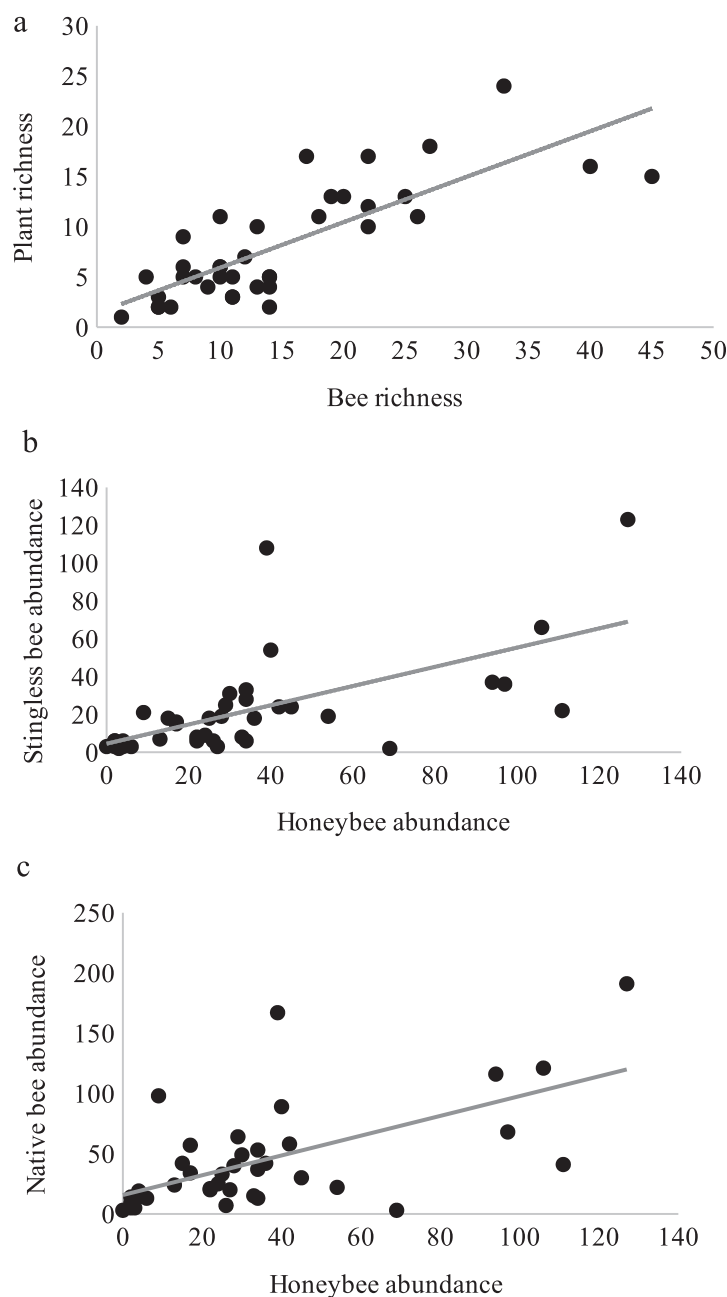 a
30
25
20
15
10
5
0
0 5 10 15 20 25 30 35 40 45 50
Plant richness
Bee richness
b
140
120
100
80
60
40
20
0
0 20 40 60 80 100 120 140
Stingless bee abundance
Honeybee abundance
c
250
200
150
100
50
0
0 20 40 60 80 100 120 140
Native bee abundance
Honeybee abundance